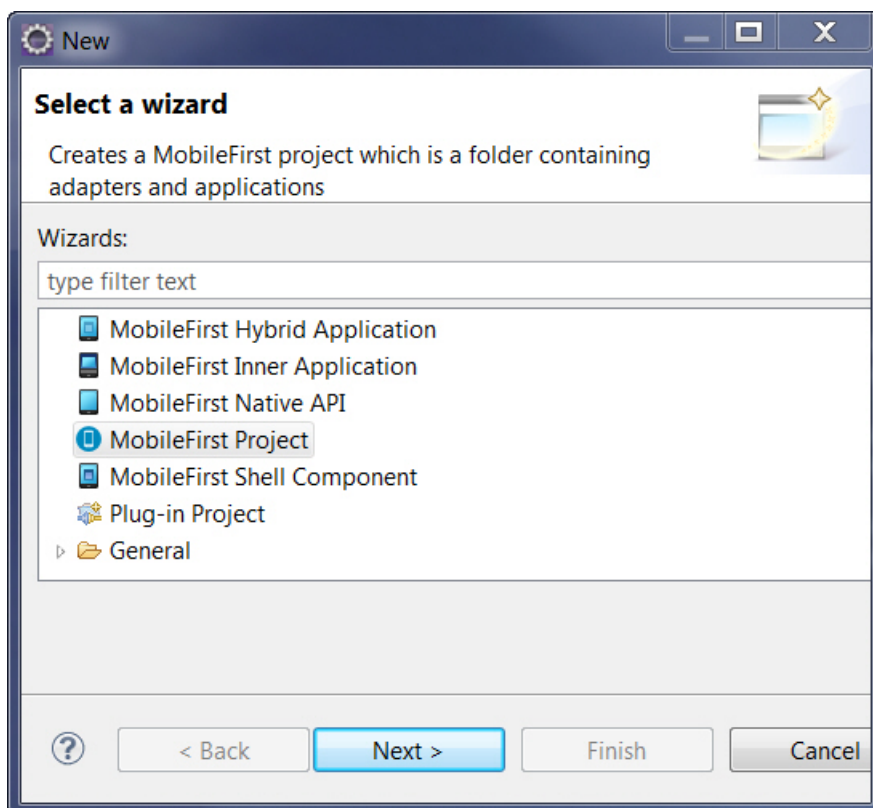 New
X
Select a wizard
Creates a MobileFirst project which is a folder containing
adapters and applications
Wizards:
type filter text
MobileFirst Hybrid Application
MobileFirst Inner Application
MobileFirst Native API
MobileFirst Project
MobileFirst Shell Component
Plug-in Project
General
? < Back Next > Finish Cancel